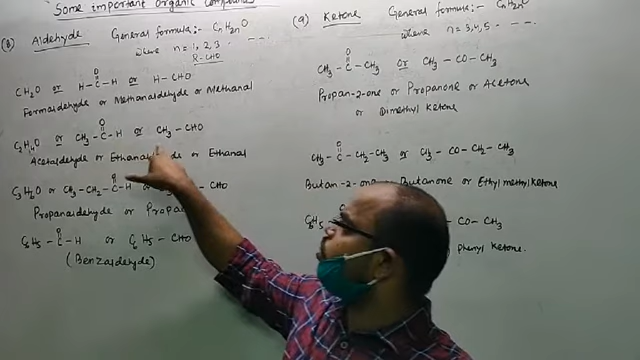 Some important organic compounds
(8) Aldehyde General formula:- CnH2nO
where n = 1, 2, 3 - - -
R-CHO
CH2O or H-C-H or H-CHO
O
Formaldehyde or Methanaldehyde or Methanal
O
C2H4O or CH3-C-H or CH3-CHO
Acetaldehyde or Ethanal
O
C3H6O or CH3-CH2-C-H or - CHO
Propanaldehyde or
O
C6H5-C-H or C6H5-CHO
(Benzaldehyde)
(9) Ketone General formula:- CnH2nO
where n = 3,4,5 - - -
O
CH3-C-CH3 or CH3-CO-CH3
Propan-2-one or Propanone or Acetone
or Dimethyl Ketone
O
CH3-C-CH2-CH3 or CH3-CO-CH2-CH3
Butan-2- or Butanone or Ethyl methyl Ketone
C6H5 - CO-CH3
phenyl Ketone.